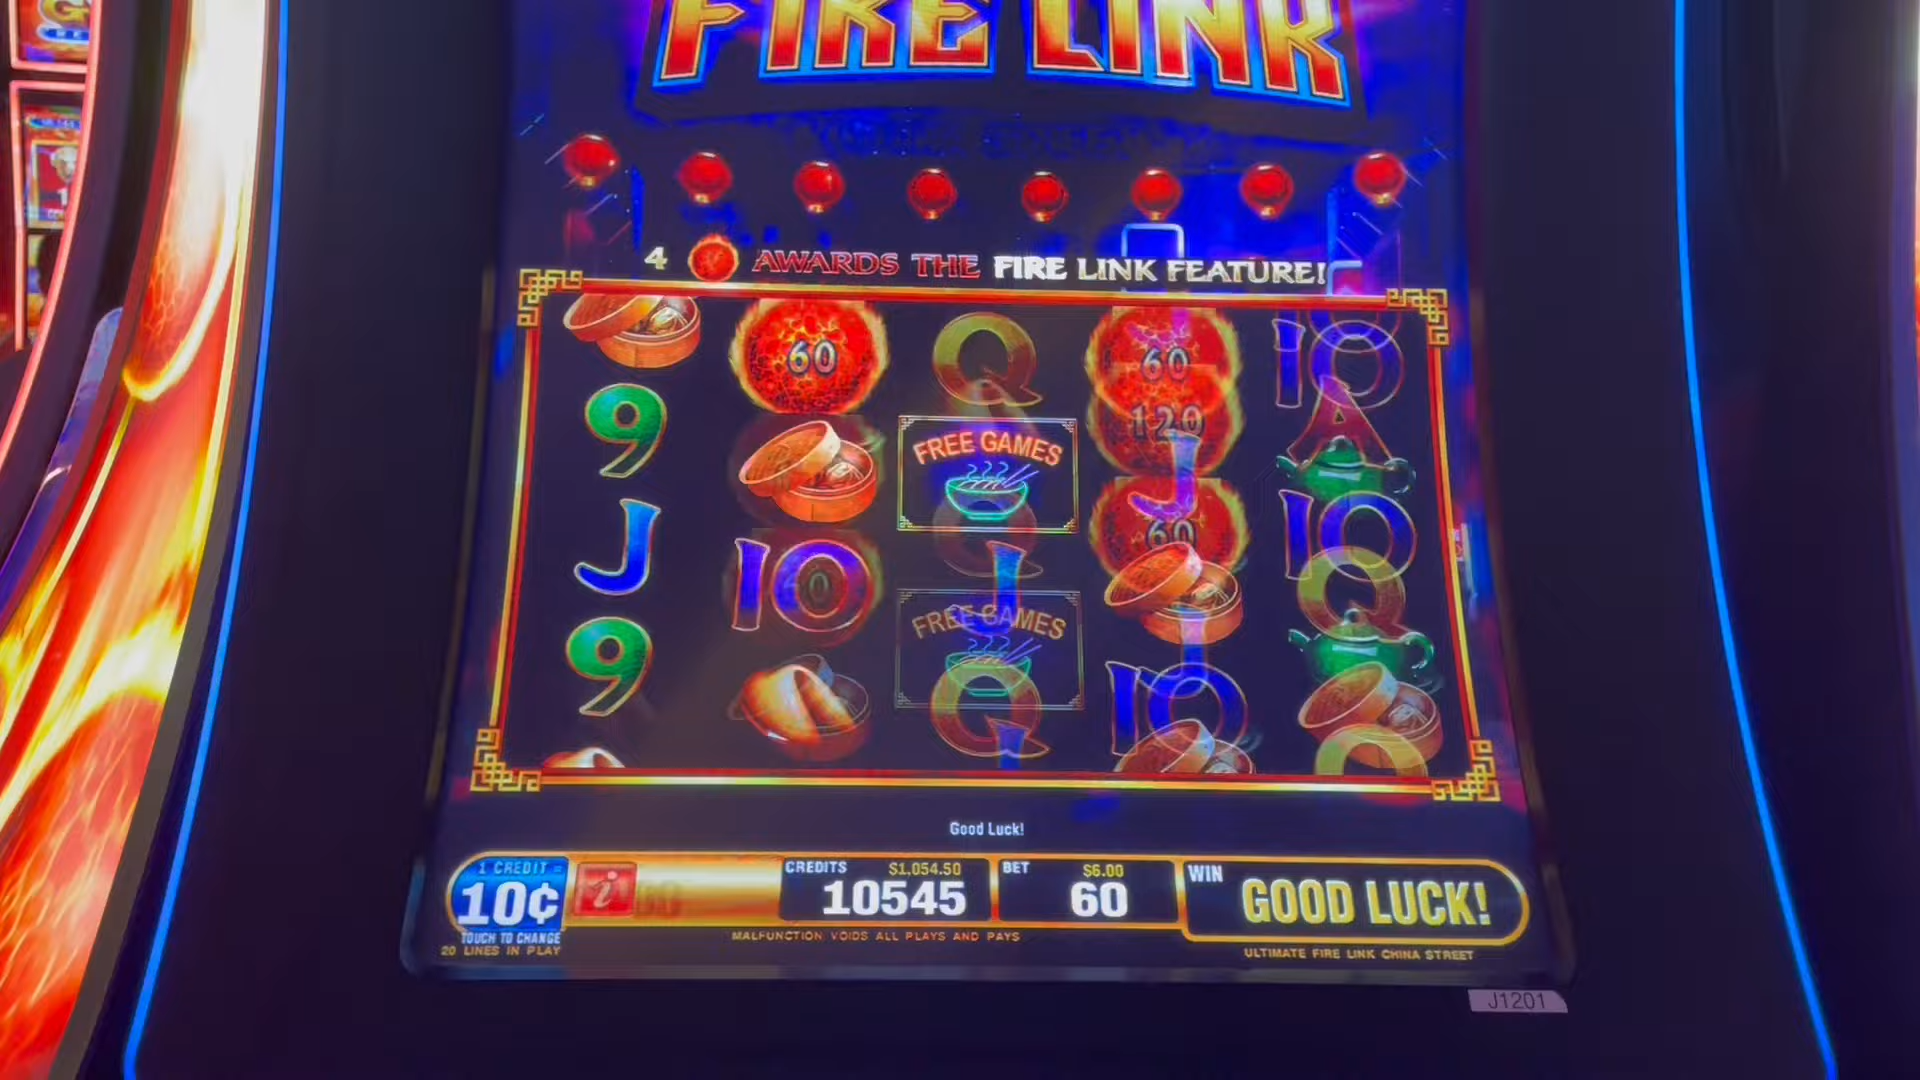 FIRE LINK
4 AWARDS THE FIRE LINK FEATURE!
60 Q 60 10
9 120 A
FREE GAMES
J J 10
60
10 Q
FREE GAMES
9 Q 10
Good Luck!
1 CREDIT =
10¢
TOUCH TO CHANGE
20 LINES IN PLAY
i
CREDITS $1,054.50
10545
BET $6.00
60
WIN GOOD LUCK!
MALFUNCTION VOIDS ALL PLAYS AND PAYS
ULTIMATE FIRE LINK CHINA STREET
J1201